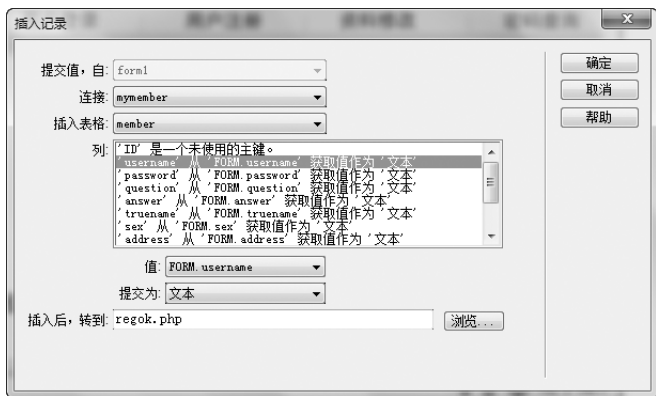 插入记录
提交值，自: form1
连接: mymember
插入表格: member
列: 'ID' 是一个未使用的主键。
'username' 从 'FORM.username' 获取值作为 '文本'
'password' 从 'FORM.password' 获取值作为 '文本'
'question' 从 'FORM.question' 获取值作为 '文本'
'answer' 从 'FORM.answer' 获取值作为 '文本'
'truename' 从 'FORM.truename' 获取值作为 '文本'
'sex' 从 'FORM.sex' 获取值作为 '文本'
'address' 从 'FORM.address' 获取值作为 '文本'
值: FORM.username
提交为: 文本
插入后，转到: regok.php 浏览...
确定
取消
帮助